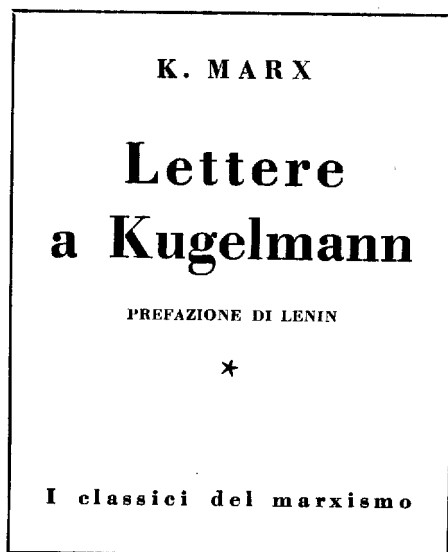 K. MARX
Lettere
a Kugelmann
PREFAZIONE DI LENIN
*
I classici del marxismo